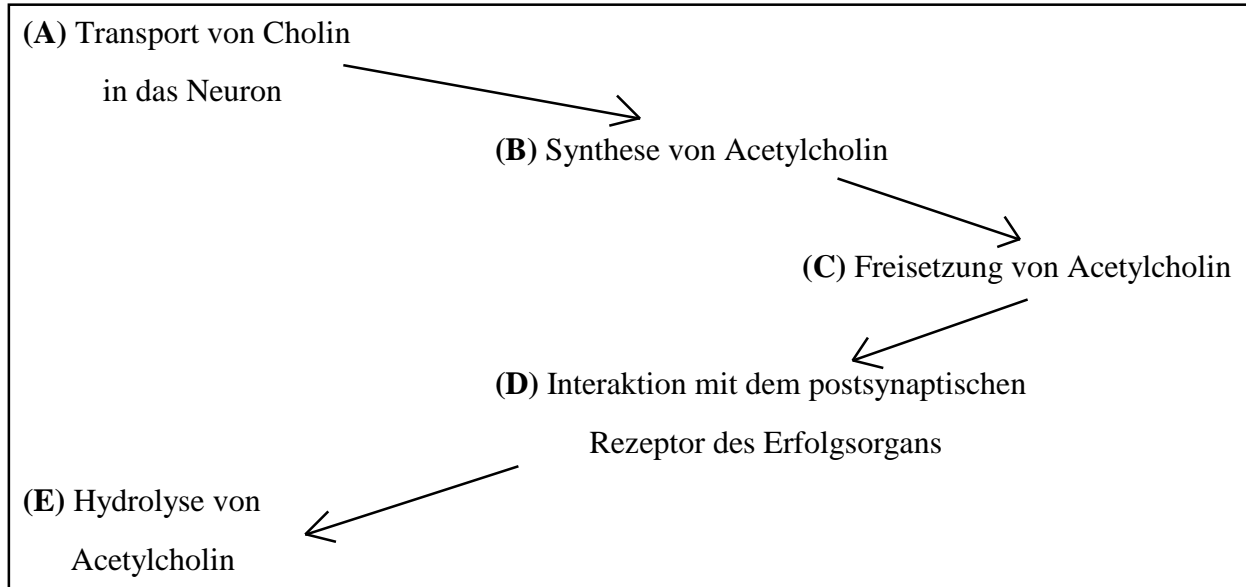 (A) Transport von Cholin
in das Neuron
(B) Synthese von Acetylcholin
(C) Freisetzung von Acetylcholin
(D) Interaktion mit dem postsynaptischen
Rezeptor des Erfolgsorgans
(E) Hydrolyse von
Acetylcholin